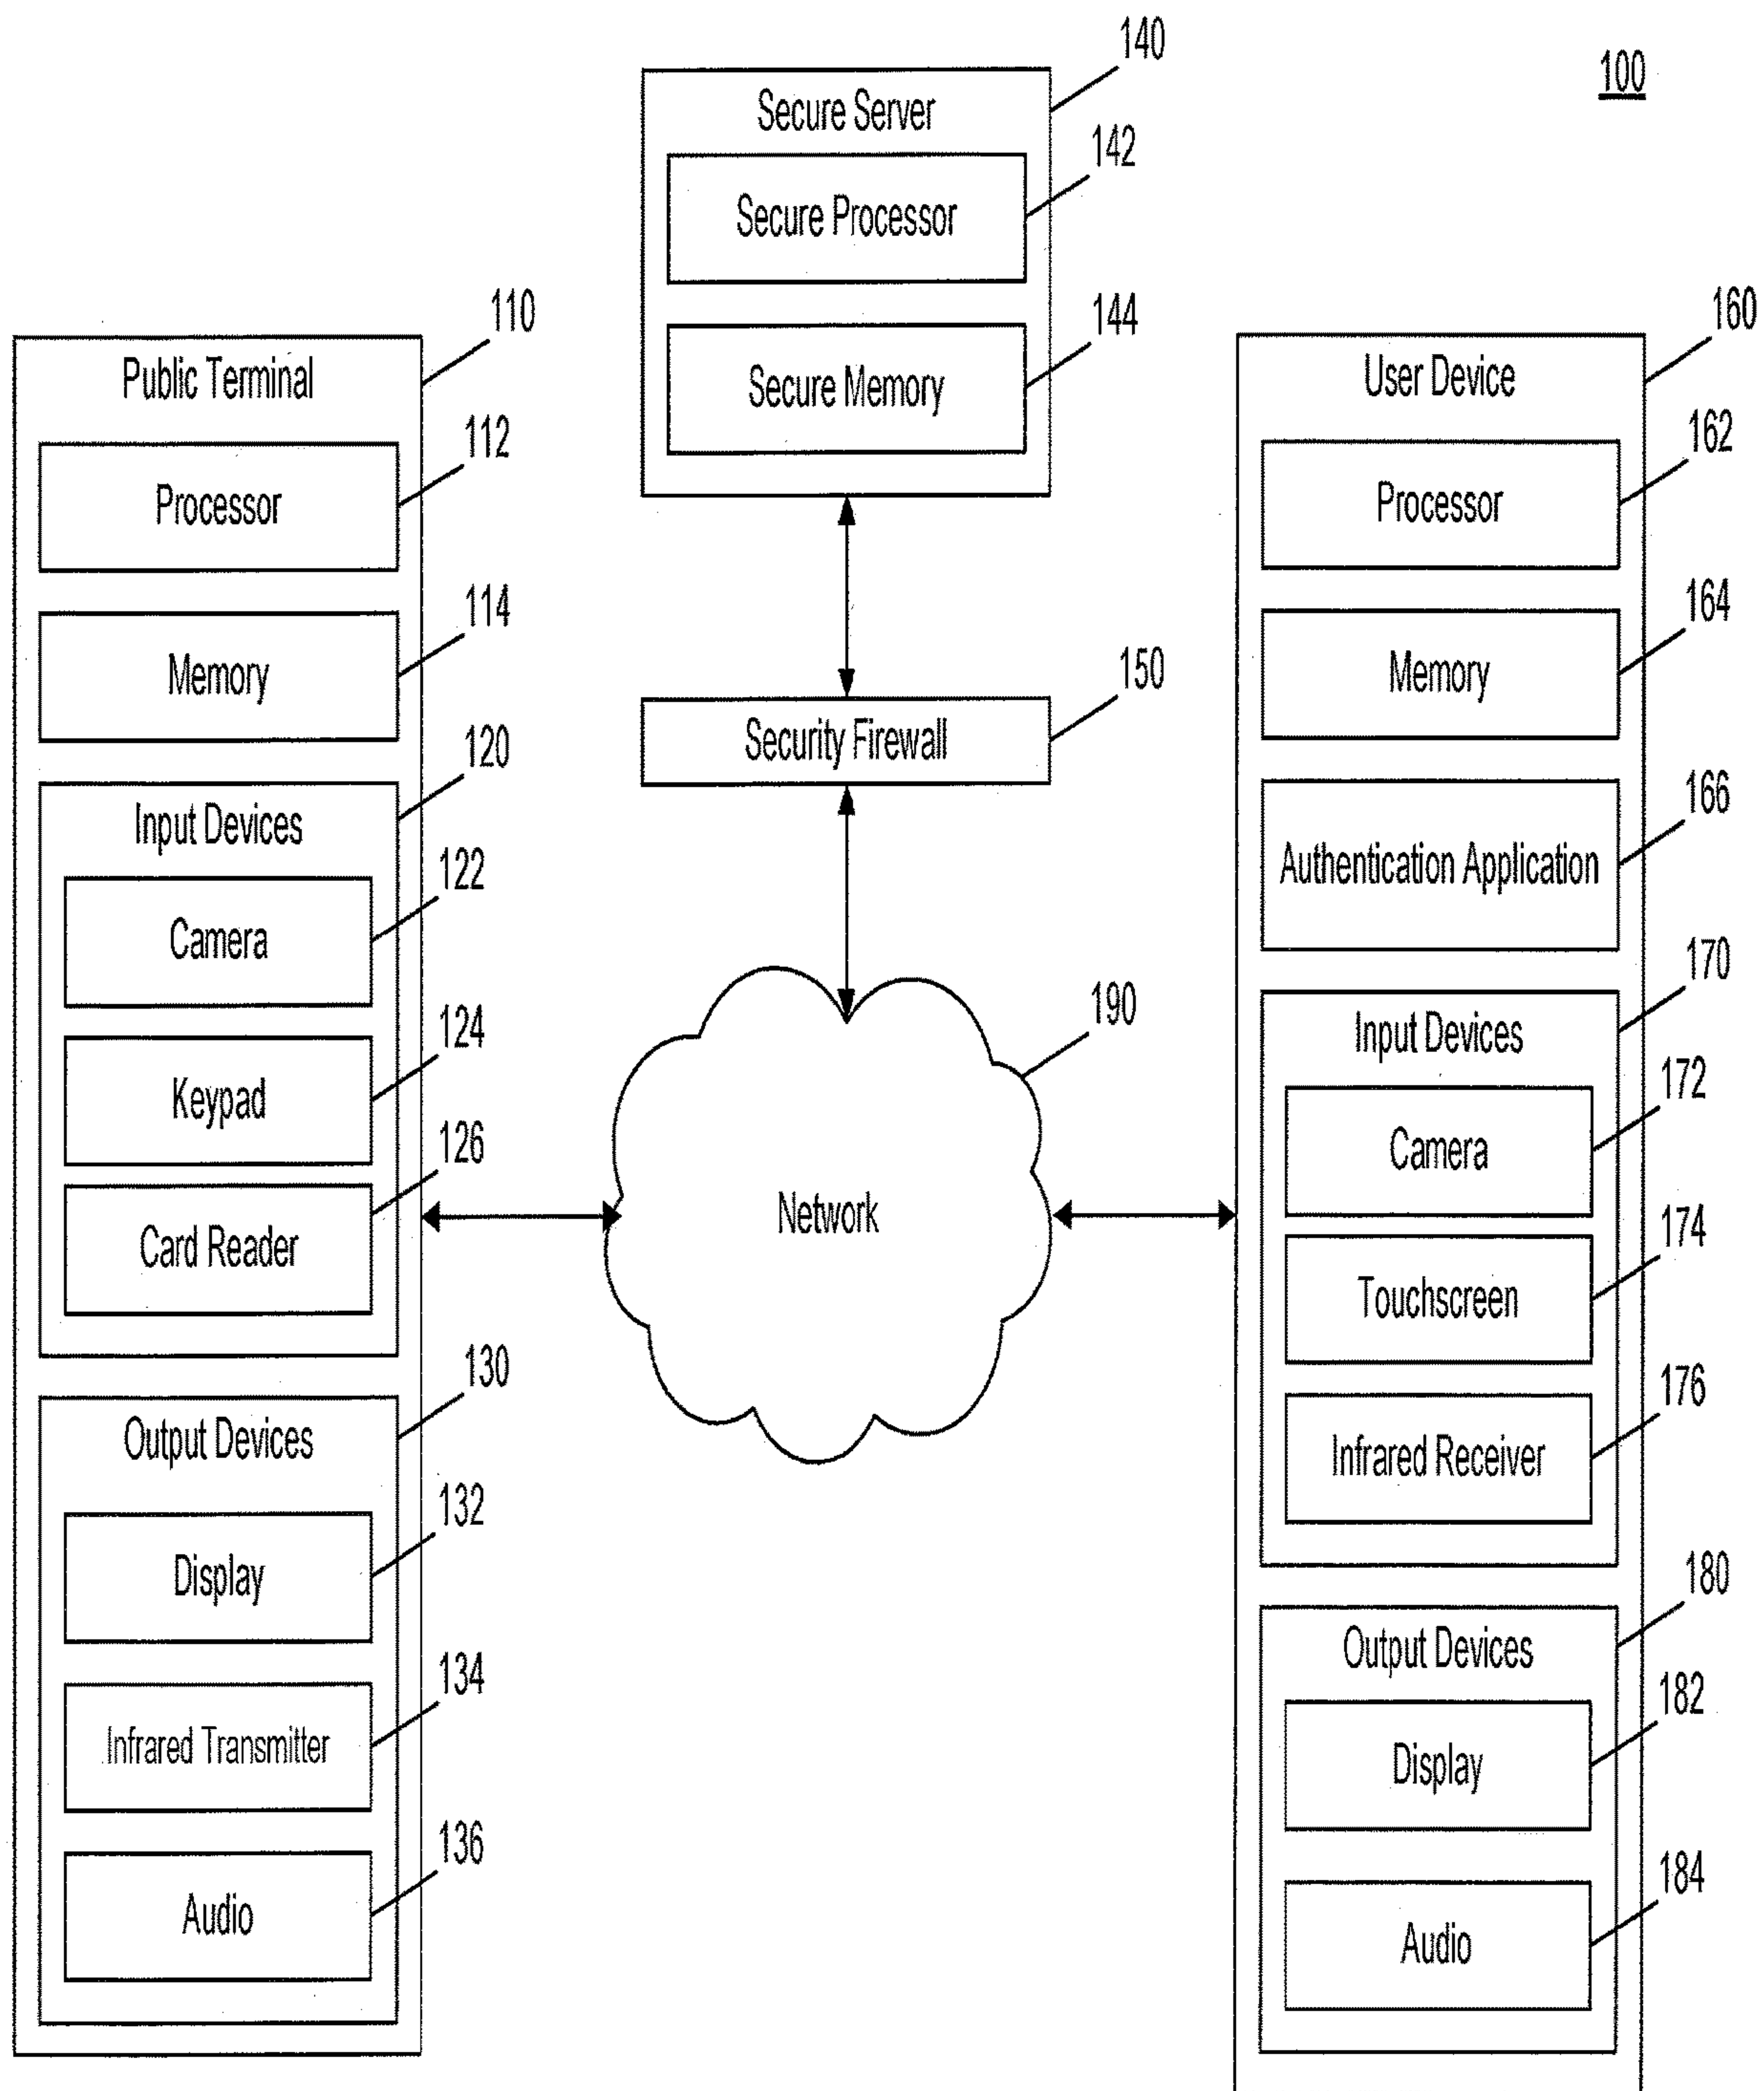 100
140
Secure Server
142
Secure Processor
144
Secure Memory
150
Security Firewall
190
Network
110
Public Terminal
112
Processor
114
Memory
120
Input Devices
122
Camera
124
Keypad
126
Card Reader
130
Output Devices
132
Display
134
Infrared Transmitter
136
Audio
160
User Device
162
Processor
164
Memory
166
Authentication Application
170
Input Devices
172
Camera
174
Touchscreen
176
Infrared Receiver
180
Output Devices
182
Display
184
Audio